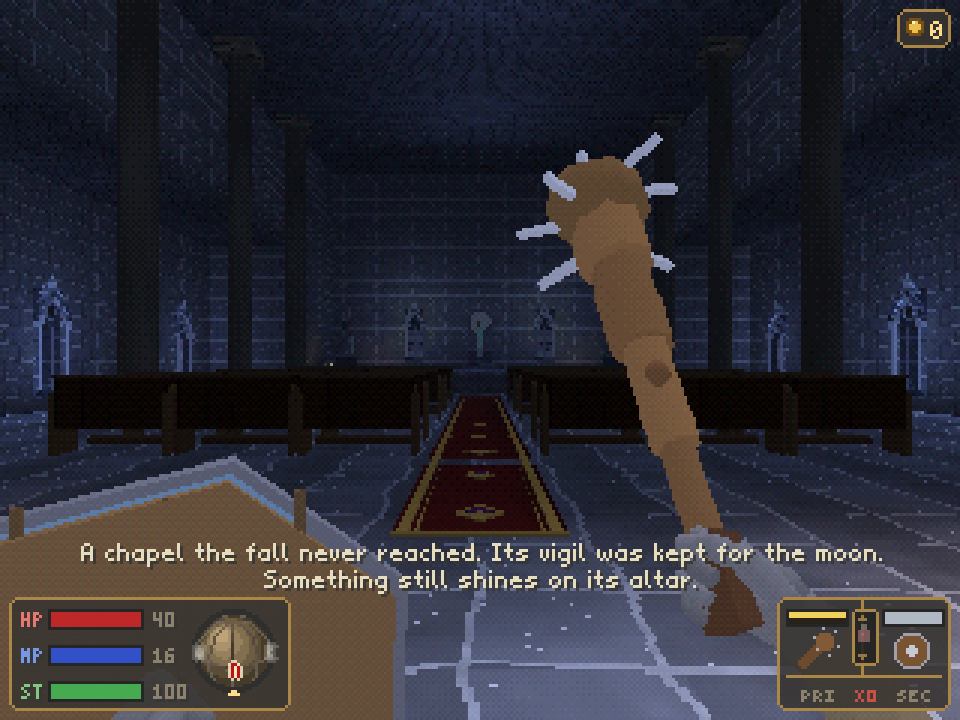 0
A chapel the fall never reached. Its vigil was kept for the moon.
Something still shines on its altar.
HP 40
MP 16
ST 100
0
PRI X0 SEC